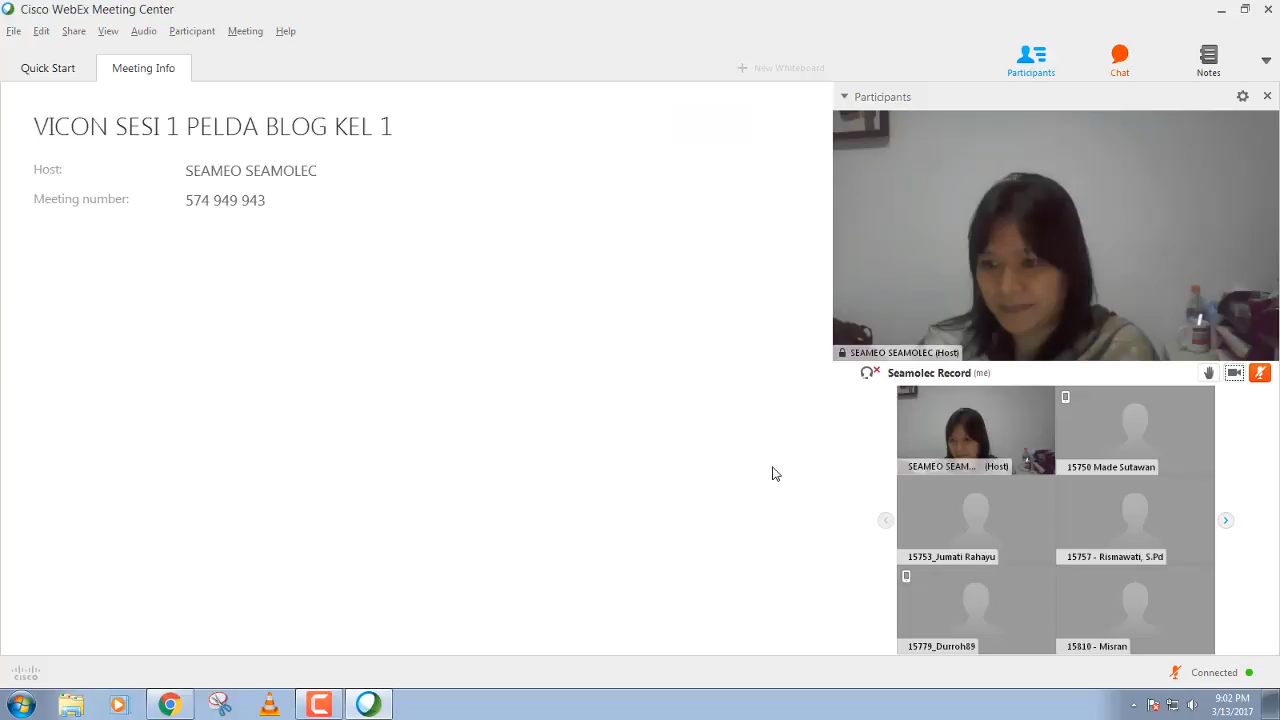 Cisco WebEx Meeting Center
File Edit Share View Audio Participant Meeting Help
Quick Start Meeting Info
New Whiteboard
Participants Chat Notes
VICON SESI 1 PELDA BLOG KEL 1
Host: SEAMEO SEAMOLEC
Meeting number: 574 949 943
Participants
SEAMEO SEAMOLEC (Host)
Seamolec Record (me)
SEAMEO SEAM... (Host)
15750 Made Sutawan
15753_Jumati Rahayu
15757 - Rismawati, S.Pd
15779_Durroh89
15810 - Misran
cisco
Connected
9:02 PM
3/13/2017